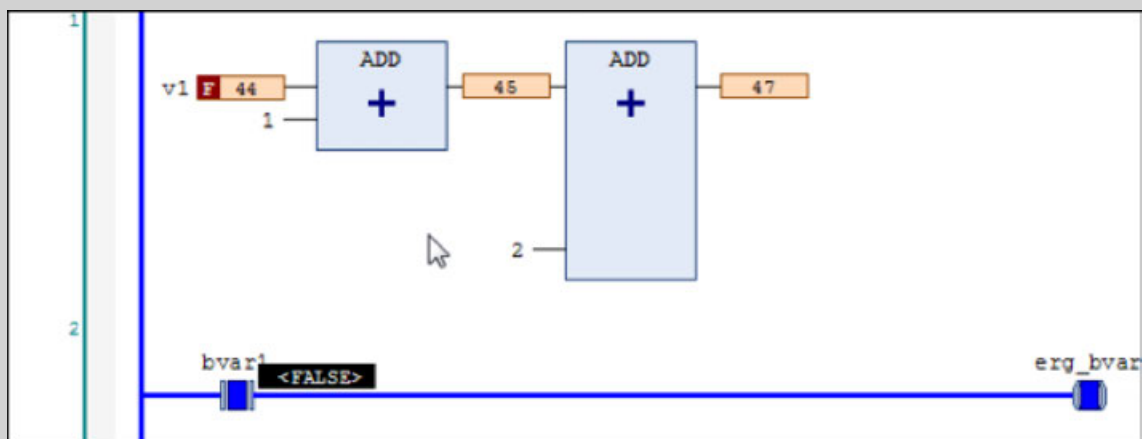 1
ADD ADD
v1 F 44 45 47
1
2
2
bvar1 erg_bvar
<FALSE>